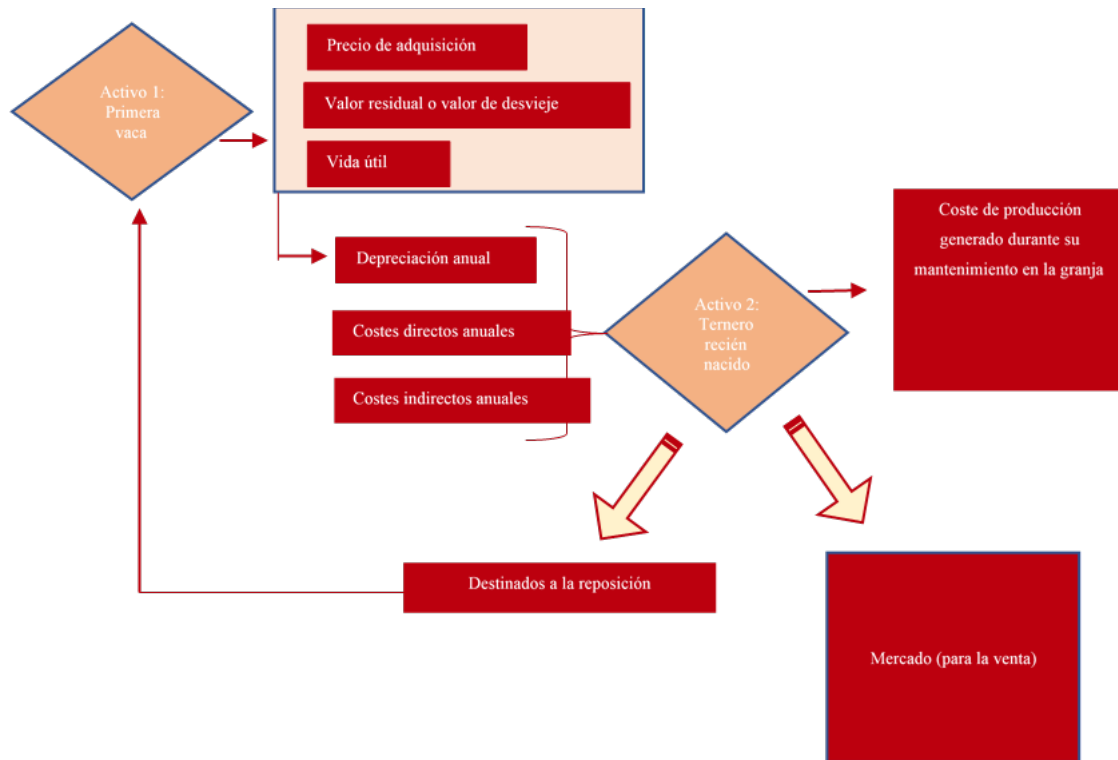 Activo 1:
Primera
vaca
Precio de adquisición
Valor residual o valor de desvieje
Vida útil
Depreciación anual
Costes directos anuales
Costes indirectos anuales
Activo 2:
Ternero
recién
nacido
Coste de producción
generado durante su
mantenimiento en la granja
Destinados a la reposición
Mercado (para la venta)